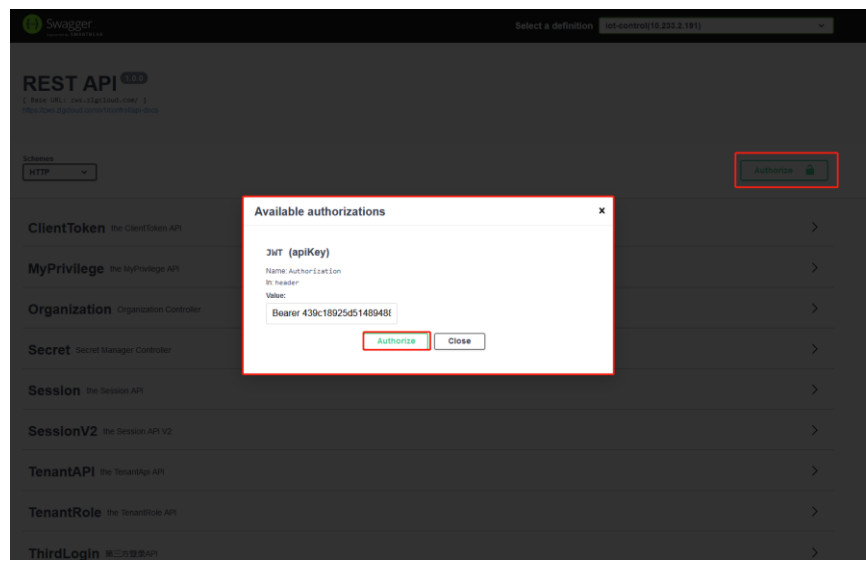 Swagger
Select a definition
iot-control(10.233.2.191)
REST API 1.0.0
Schemes
HTTP
Authorize
Available authorizations x
JWT (apiKey)
Name: Authorization
In: header
Value:
Bearer 439c18925d5148948
Authorize Close
ClientToken the ClientToken API
MyPrivilege the MyPrivilege API
Organization Organization Controller
Secret Secret Manager Controller
Session the Session API
SessionV2 the Session API V2
TenantAPI the TenantApi API
TenantRole the TenantRole API
ThirdLogin 第三方登录API